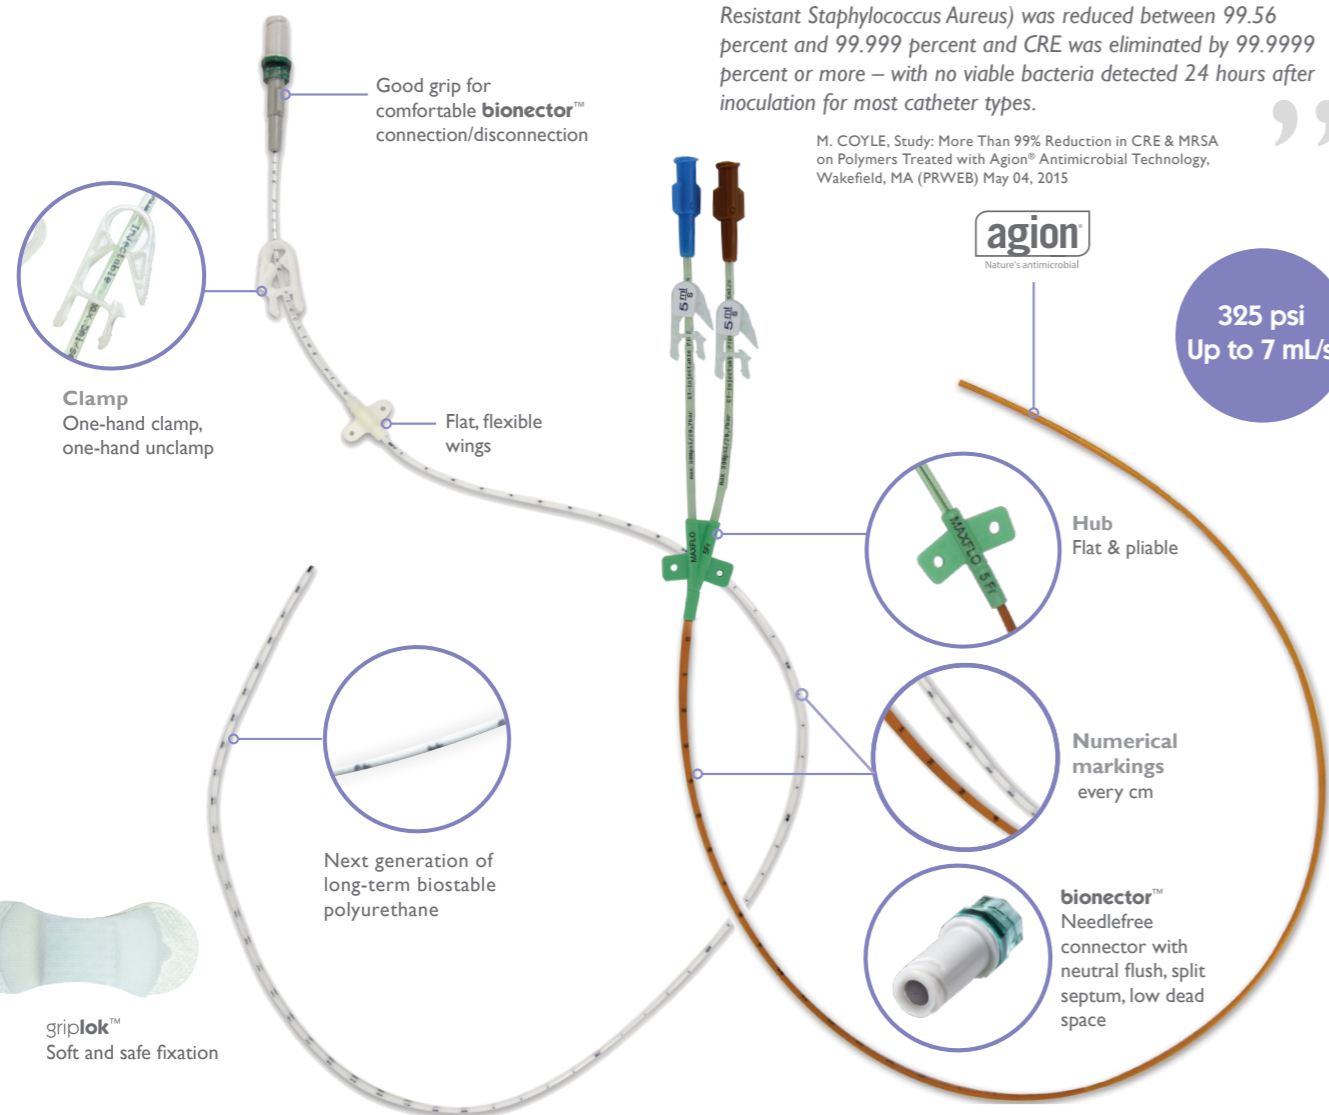 Resistant Staphylococcus Aureus) was reduced between 99.56
percent and 99.999 percent and CRE was eliminated by 99.9999
percent or more – with no viable bacteria detected 24 hours after
inoculation for most catheter types.
”
M. COYLE, Study: More Than 99% Reduction in CRE & MRSA
on Polymers Treated with Agion® Antimicrobial Technology,
Wakefield, MA (PRWEB) May 04, 2015
Good grip for
comfortable bionector™
connection/disconnection
agion®
Nature's antimicrobial
325 psi
Up to 7 mL/s
Injectable
5 ml
s
5 ml
s
Clamp
One-hand clamp,
one-hand unclamp
Flat, flexible
wings
MAXFLO
5Fr
MAXFLO 5 Fr
Hub
Flat & pliable
Numerical
markings
every cm
Next generation of
long-term biostable
polyurethane
bionector™
Needlefree
connector with
neutral flush, split
septum, low dead
space
griplok™
Soft and safe fixation